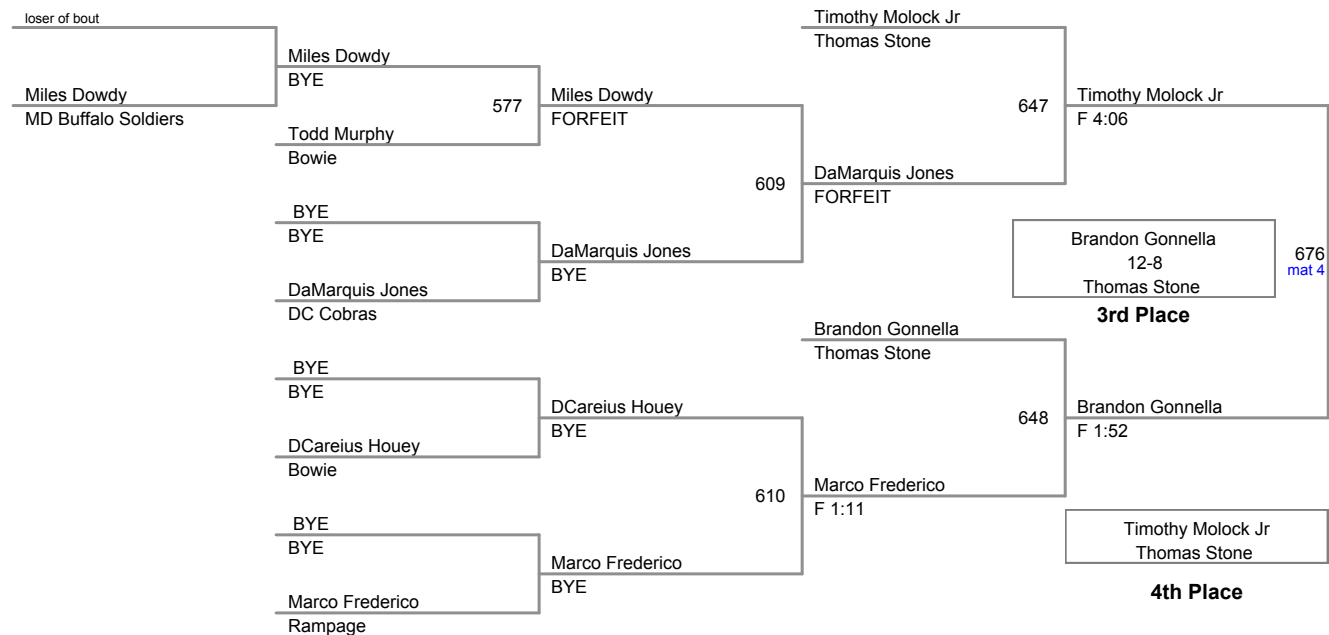 loser of bout
Miles Dowdy
MD Buffalo Soldiers
Miles Dowdy
BYE
577
Todd Murphy
Bowie
BYE
BYE
DaMarquis Jones
DC Cobras
BYE
BYE
DCareius Houey
Bowie
BYE
BYE
Marco Frederico
Rampage
Miles Dowdy
FORFEIT
609
DaMarquis Jones
BYE
DCareius Houey
BYE
610
Marco Frederico
BYE
Timothy Molock Jr
Thomas Stone
647
DaMarquis Jones
FORFEIT
Brandon Gonnella
Thomas Stone
648
Marco Frederico
F 1:11
Timothy Molock Jr
F 4:06
Brandon Gonnella
12-8
Thomas Stone
3rd Place
676
mat 4
Brandon Gonnella
F 1:52
Timothy Molock Jr
Thomas Stone
4th Place